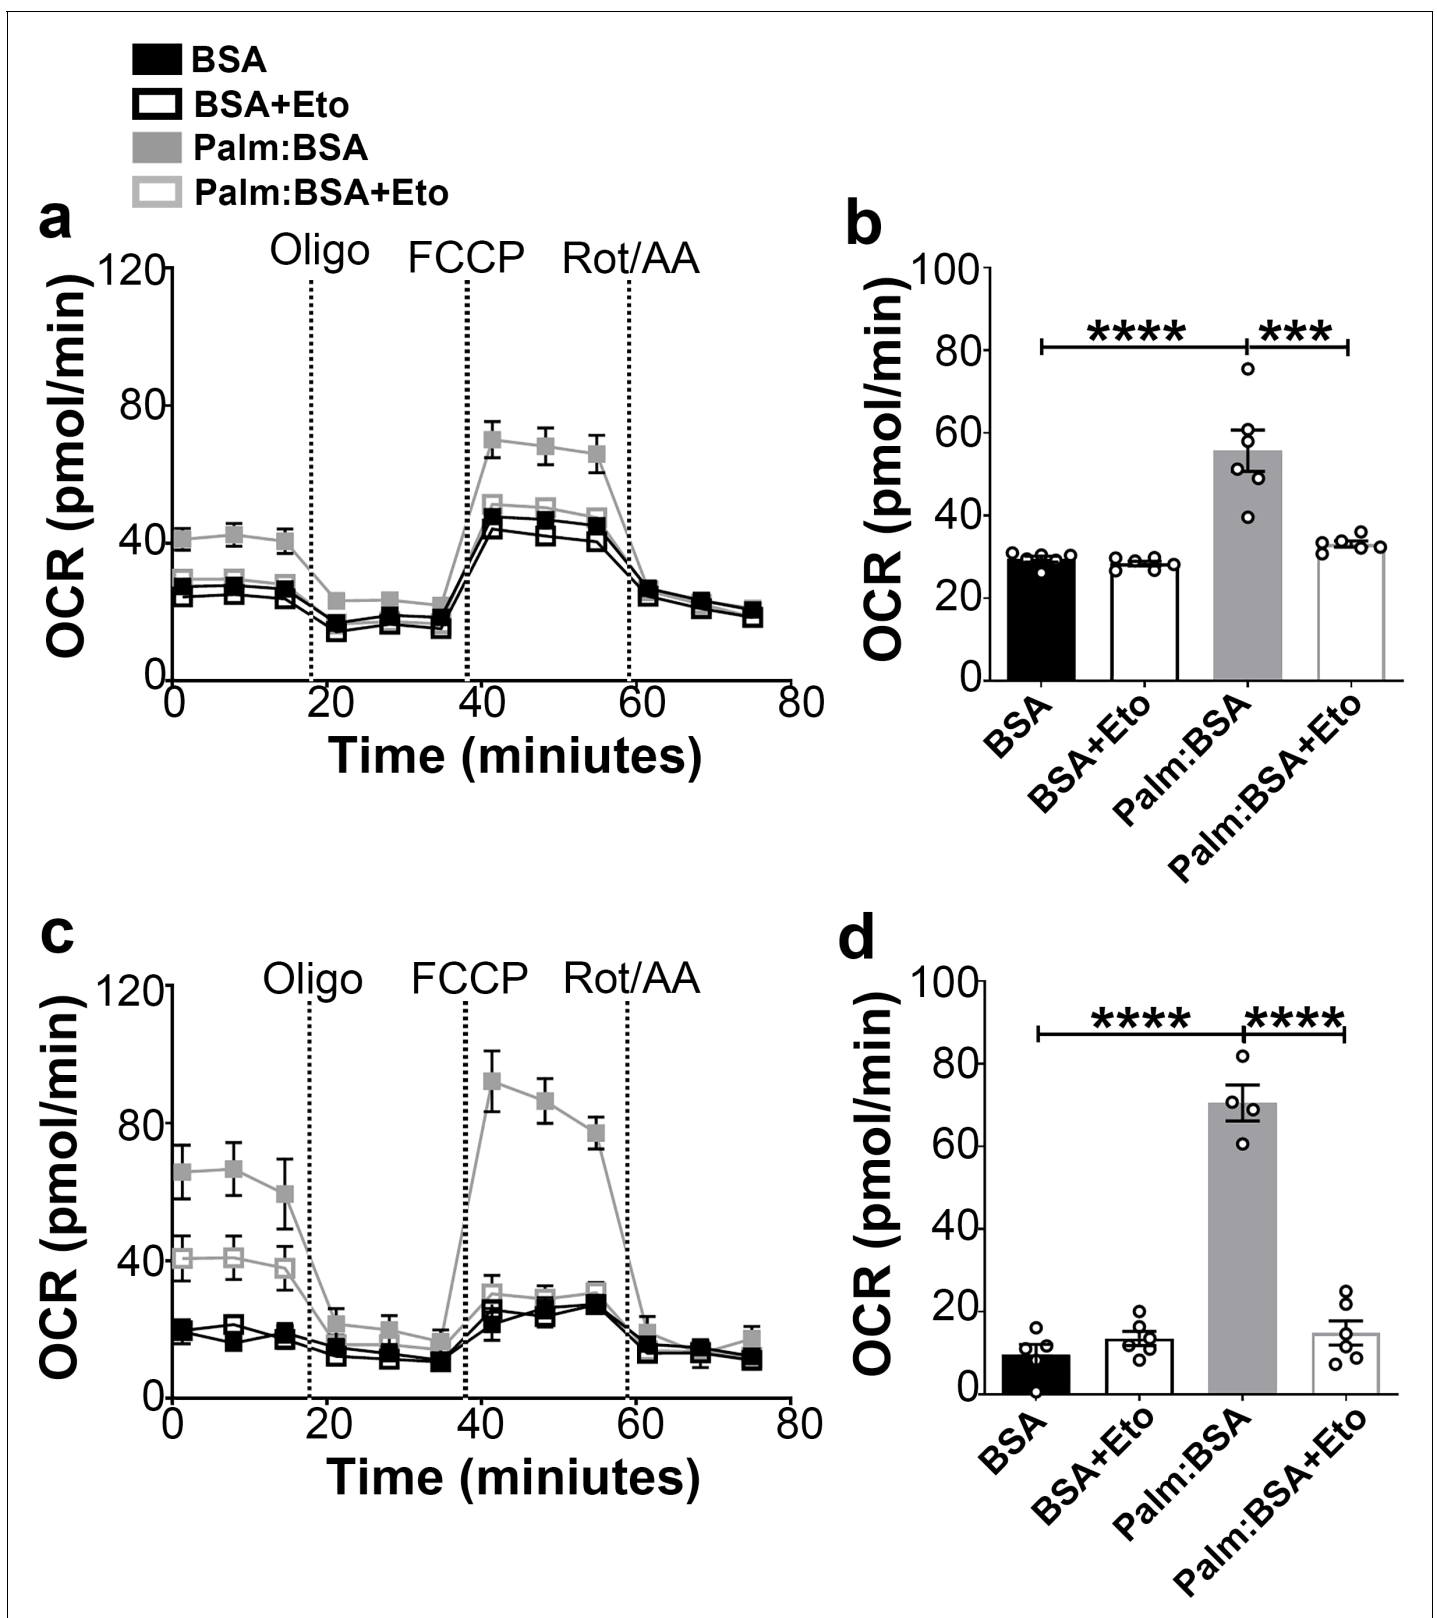 BSA
BSA+Eto
Palm:BSA
Palm:BSA+Eto
a
Oligo FCCP Rot/AA
OCR (pmol/min)
120
80
40
0
0 20 40 60 80
Time (miniutes)
b
OCR (pmol/min)
100
80
60
40
20
0
**** ***
BSA
BSA+Eto
Palm:BSA
Palm:BSA+Eto
c
Oligo FCCP Rot/AA
OCR (pmol/min)
120
80
40
0
0 20 40 60 80
Time (miniutes)
d
OCR (pmol/min)
100
80
60
40
20
0
**** ****
BSA
BSA+Eto
Palm:BSA
Palm:BSA+Eto